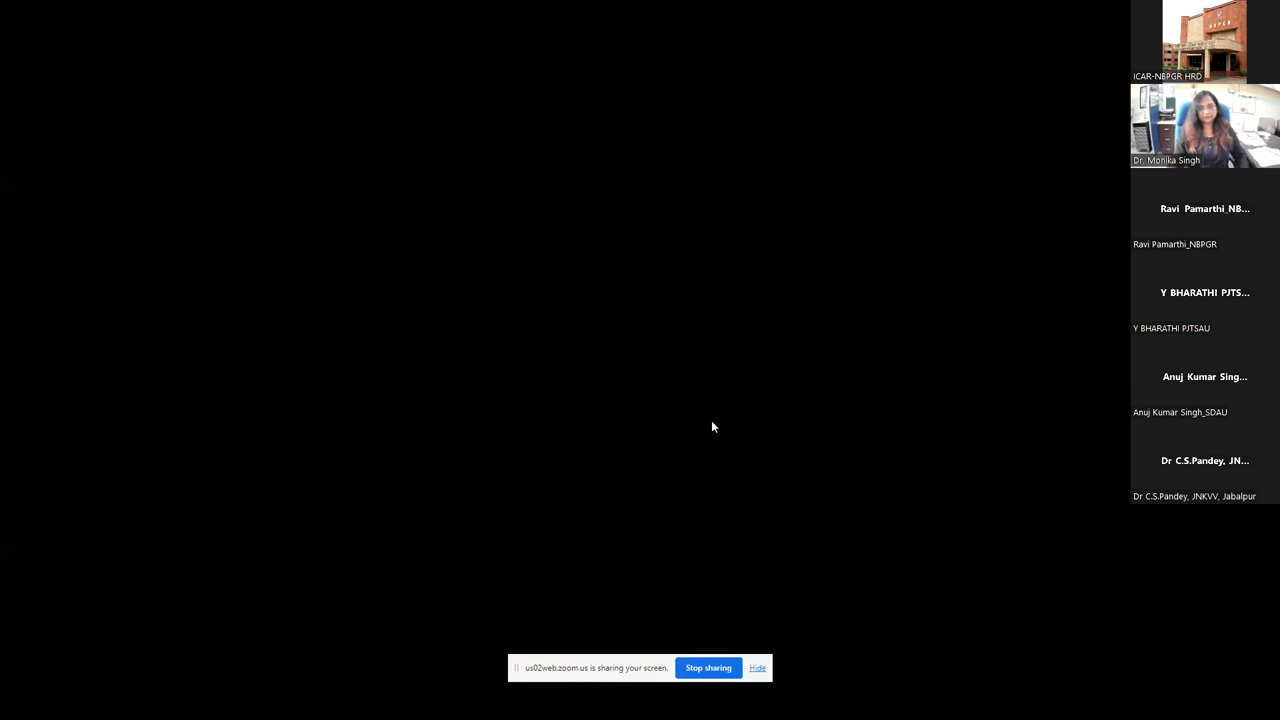 NBPGR
ICAR-NBPGR HRD
Dr. Monika Singh
Ravi Pamarthi_NB...
Ravi Pamarthi_NBPGR
Y BHARATHI PJTS...
Y BHARATHI PJTSAU
Anuj Kumar Sing...
Anuj Kumar Singh_SDAU
Dr C.S.Pandey, JN...
Dr C.S.Pandey, JNKVV, Jabalpur
us02web.zoom.us is sharing your screen.
Stop sharing
Hide